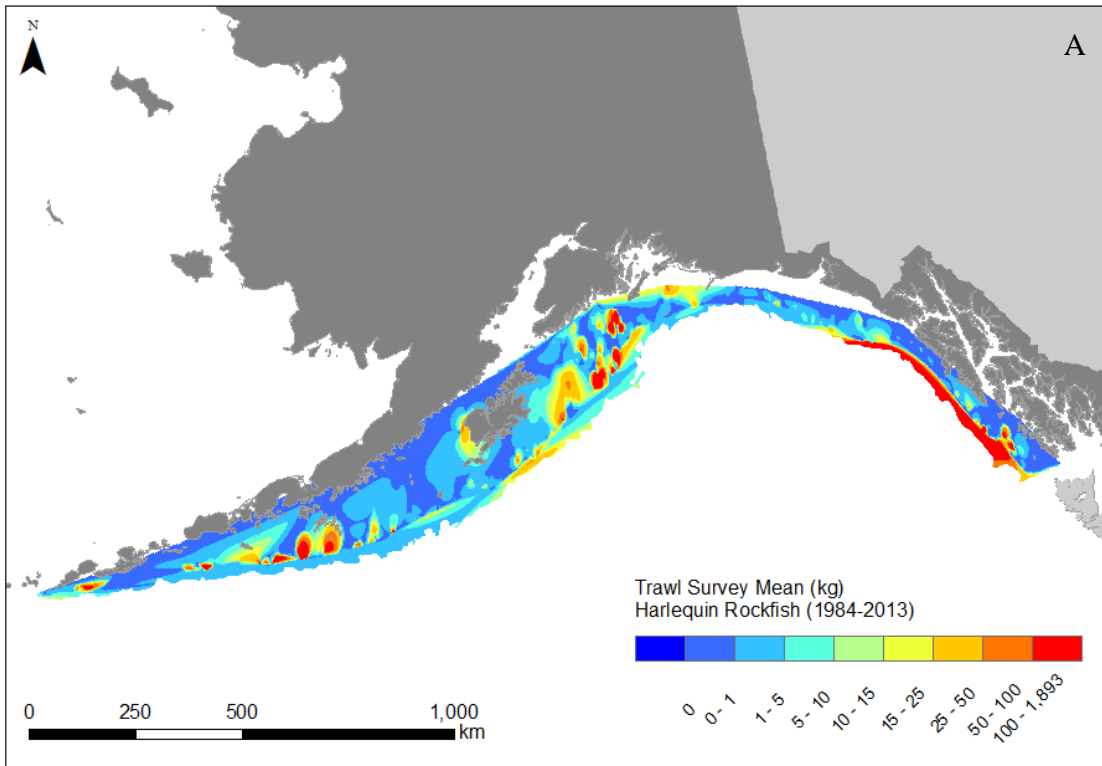 N
A
Trawl Survey Mean (kg)
Harlequin Rockfish (1984-2013)
0
0 - 1
1 - 5
5 - 10
10 - 15
15 - 25
25 - 50
50 - 100
100 - 1,893
0 250 500 1,000
km